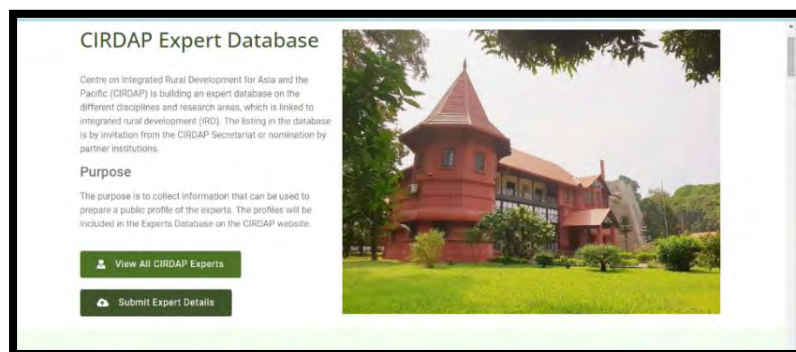 CIRDAP Expert Database
Centre on Integrated Rural Development for Asia and the
Pacific (CIRDAP) is building an expert database on the
different disciplines and research areas, which is linked to
integrated rural development (IRD). The listing in the database
is by invitation from the CIRDAP Secretariat or nomination by
partner institutions.
Purpose
The purpose is to collect information that can be used to
prepare a public profile of the experts. The profiles will be
included in the Experts Database on the CIRDAP website.
View All CIRDAP Experts
Submit Expert Details